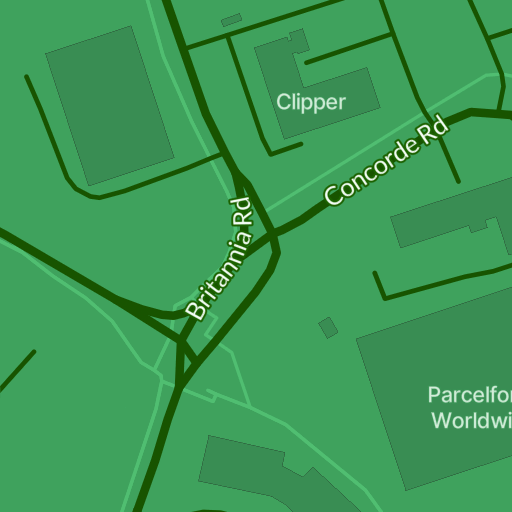 Clipper
Concorde Rd
Britannia Rd
Parcelfor
Worldwi